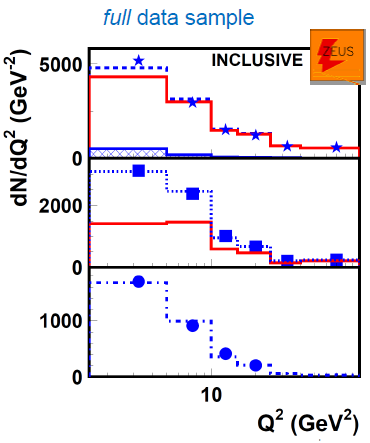 full data sample
INCLUSIVE
ZEUS
dN/dQ² (GeV⁻²)
5000
0
2000
0
1000
0
10
Q² (GeV²)